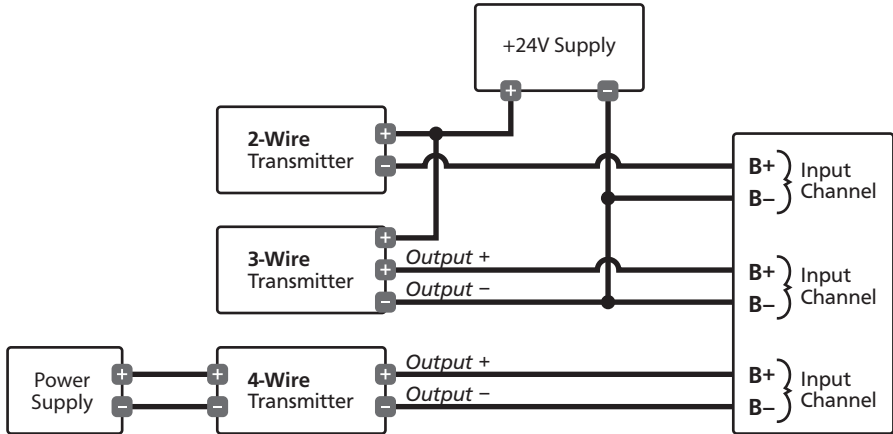 +24V Supply
+ −
2-Wire
Transmitter
+
−
B+
B−
Input
Channel
3-Wire
Transmitter
+
+
−
Output +
Output −
B+
B−
Input
Channel
Power
Supply
+
−
+
−
4-Wire
Transmitter
+
−
Output +
Output −
B+
B−
Input
Channel